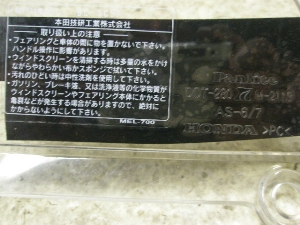 本田技研工業株式会社
取り扱い上の注意
・フェアリングと車体の間に物を置かないで下さい。
ハンドル操作に影響が出ます。
・ウィンドスクリーンを清掃する時は多量の水をかけ
ながらやわらかい布かスポンジで拭いて下さい。
・汚れのひどい時は中性洗剤を使用して下さい。
・ガソリン、ブレーキ液、又は洗浄液等の化学物質が
ウィンドスクリーンやフェアリング本体にかかると
亀裂などが発生する場合がありますので、絶対に
かからないようにして下さい。
MEL-700
AS-6/7
HONDA >PC<